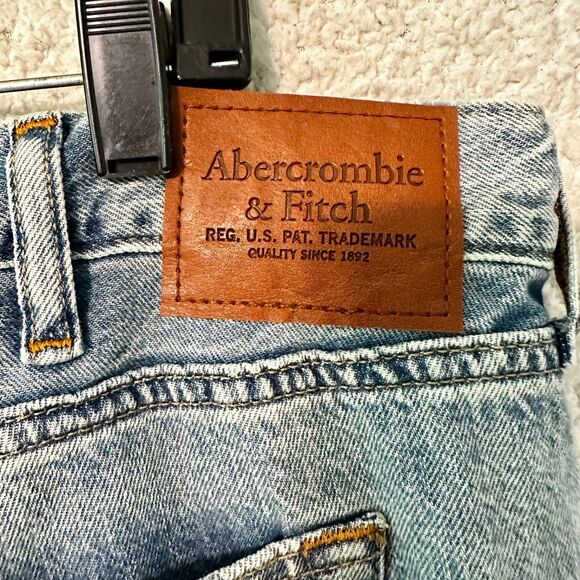 Abercrombie
& Fitch
REG. U.S. PAT. TRADEMARK
QUALITY SINCE 1892